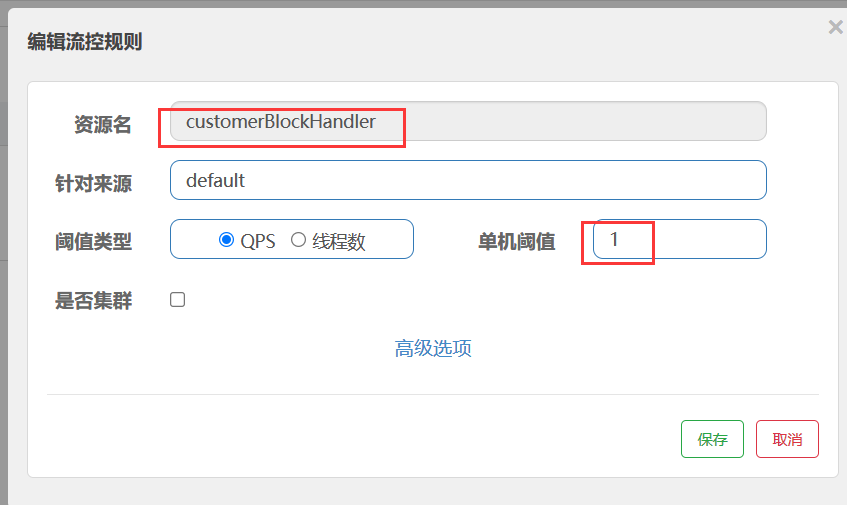 编辑流控规则
×
资源名 customerBlockHandler
针对来源 default
阈值类型 QPS 线程数 单机阈值 1
是否集群
高级选项
保存 取消